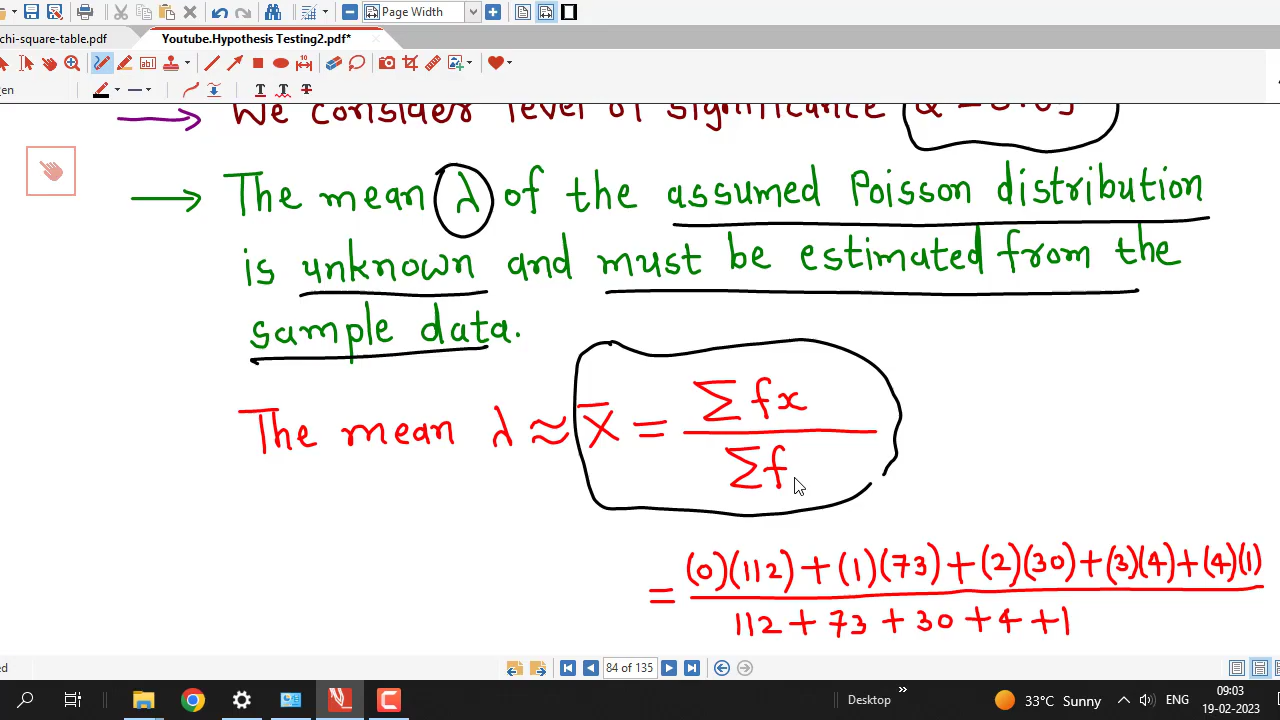 Page Width
chi-square-table.pdf
Youtube.Hypothesis Testing2.pdf*
We consider level of significance α = 0.05
The mean λ of the assumed Poisson distribution
is unknown and must be estimated from the
sample data.
The mean λ ≈ X̅ = Σfx / Σf
= (0)(112)+(1)(73)+(2)(30)+(3)(4)+(4)(1) / 112+73+30+4+1
84 of 135
Desktop
33°C Sunny
ENG
09:03
19-02-2023